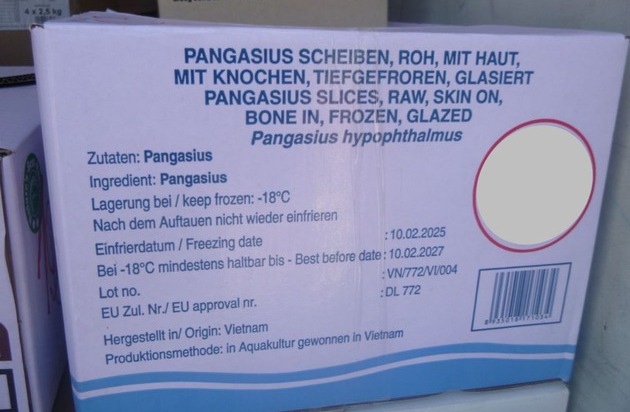 4 x 2,5 kg
PANGASIUS SCHEIBEN, ROH, MIT HAUT,
MIT KNOCHEN, TIEFGEFROREN, GLASIERT
PANGASIUS SLICES, RAW, SKIN ON,
BONE IN, FROZEN, GLAZED
Pangasius hypophthalmus
Zutaten: Pangasius
Ingredient: Pangasius
Lagerung bei / keep frozen: -18°C
Nach dem Auftauen nicht wieder einfrieren
Einfrierdatum / Freezing date : 10.02.2025
Bei -18°C mindestens haltbar bis - Best before date : 10.02.2027
Lot no. : VN/772/VI/004
EU Zul. Nr./ EU approval nr. : DL 772
Hergestellt in/ Origin: Vietnam
Produktionsmethode: in Aquakultur gewonnen in Vietnam